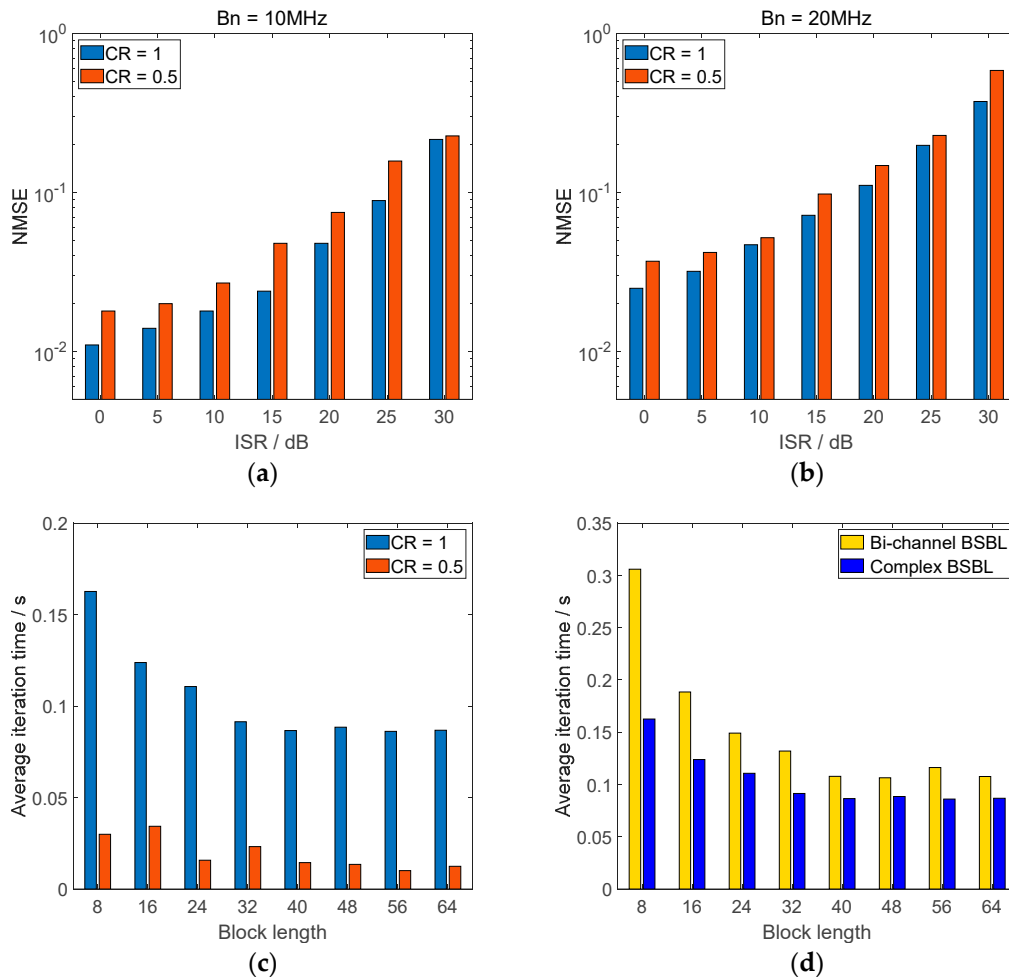 Bn = 10MHz
CR = 1
CR = 0.5
10^0
10^-1
10^-2
NMSE
0 5 10 15 20 25 30
ISR / dB
(a)
Bn = 20MHz
CR = 1
CR = 0.5
10^0
10^-1
10^-2
NMSE
0 5 10 15 20 25 30
ISR / dB
(b)
CR = 1
CR = 0.5
0.2
0.15
0.1
0.05
0
Average iteration time / s
8 16 24 32 40 48 56 64
Block length
(c)
Bi-channel BSBL
Complex BSBL
0.35
0.3
0.25
0.2
0.15
0.1
0.05
0
Average iteration time / s
8 16 24 32 40 48 56 64
Block length
(d)